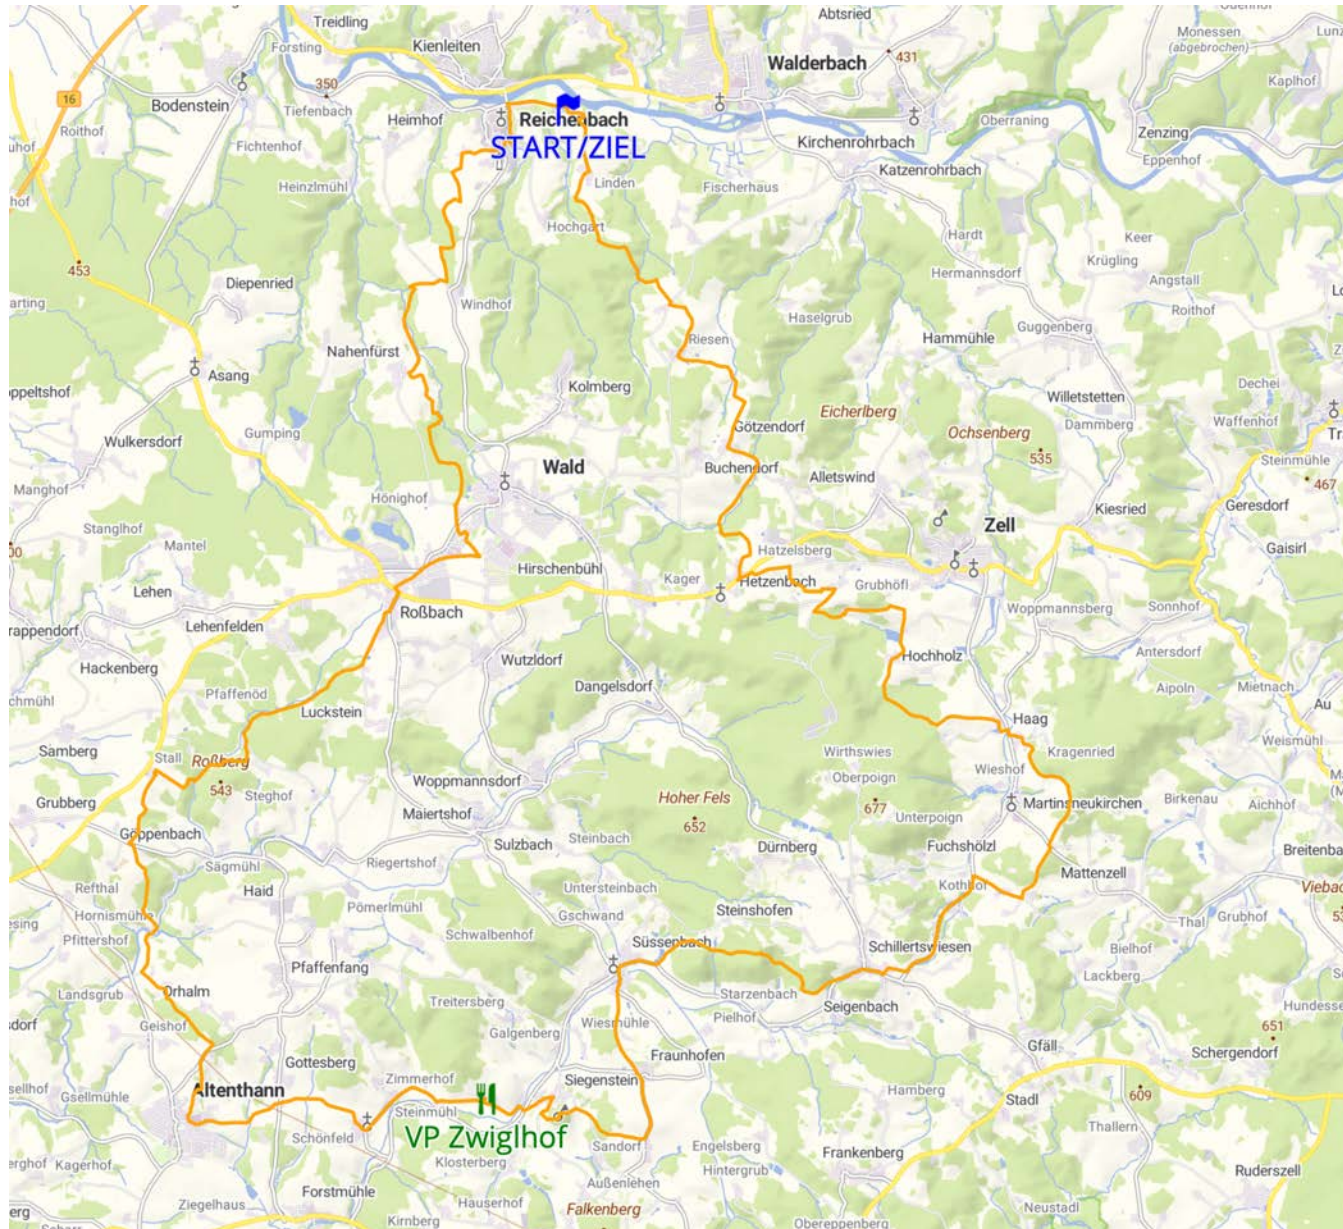 Treidling
Abtsried
Kienleiten
Monessen
(abgebrochen)
Forsting
431
Walderbach
350
Kaplhof
16
Bodenstein
Tiefenbach
Heimhof
Reichenbach
Oberraning
Roithof
START/ZIEL
Kirchenrohrbach
Zenzing
Fichtenhof
Eppenhof
Katzenrohrbach
Heinzlmühl
Linden
Fischerhaus
Hochgart
Hardt
Keer
453
Krügling
Hermannsdorf
Diepenried
Angstall
Windhof
Haselgrub
Roithof
Guggenberg
Riesen
Hammühle
Nahenfürst
Asang
Kolmberg
Dechei
Willetstetten
Eicherlberg
Waffenhof
Götzendorf
Dammberg
Gumping
Ochsenberg
Wulkersdorf
535
Steinmühle
Wald
Buchendorf
Alletswind
467
Manghof
Hönighof
Geresdorf
Kiesried
Stanglhof
Zell
Mantel
Hatzelsberg
Gaisirl
Hirschenbühl
Kager
Hetzenbach
Grubhöfl
Lehen
Roßbach
Woppmannsberg
Sonnhof
Lehenfelden
Hackenberg
Wutzldorf
Hochholz
Antersdorf
Dangelsdorf
Pfaffenöd
Aipoln
Mietnach
Luckstein
Au
Haag
Samberg
Stall
Roßberg
Wirthswies
Kragenried
Weismühl
543
Steghof
Woppmannsdorf
Oberpoign
Wieshof
Grubberg
Hoher Fels
677
Martinsneukirchen
Birkenau
Aichhof
Maiertshof
652
Unterpoign
Göppenbach
Sulzbach
Steinbach
Dürnberg
Fuchshölzl
Sägmühl
Riegertshof
Mattenzell
Refthal
Haid
Untersteinbach
Kothhof
Pömerlmühl
Hornismühle
Gschwand
Steinshofen
Thal
Grubhof
Pfittershof
Schwalbenhof
Süssenbach
Schillertswiesen
Bielhof
Pfaffenfang
Lackberg
Landsgrub
Orhalm
Treitersberg
Starzenbach
Seigenbach
Geishof
Galgenberg
Wiesmühle
Pielhof
651
Gfäll
Schergendorf
Gottesberg
Fraunhofen
Altenthann
Zimmerhof
Siegenstein
Hamberg
Gsellmühle
Stadl
609
Steinmühl
Schönfeld
VP Zwiglhof
Thallern
Sandorf
Engelsberg
Kagerhof
Klosterberg
Frankenberg
Hintergrub
Ruderszell
Forstmühle
Außenlehen
Ziegelhaus
Hauserhof
Falkenberg
Neustadl
Kirnberg
Obereppenberg